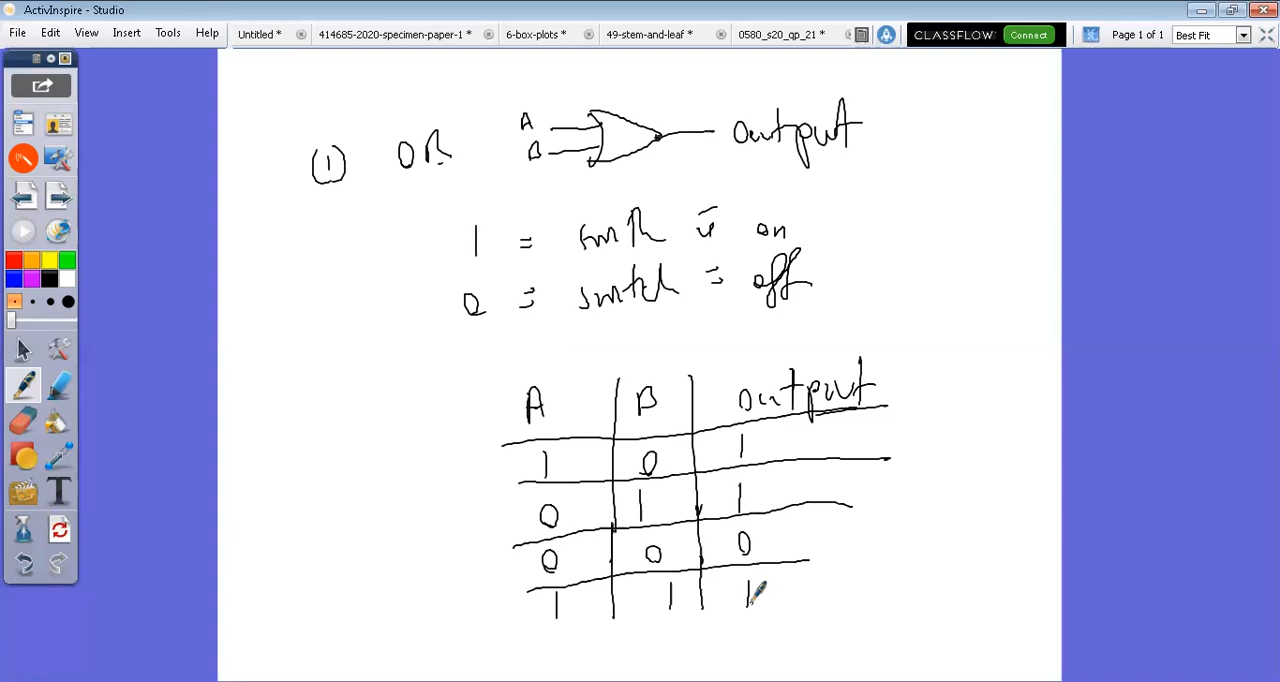 ActivInspire - Studio
File Edit View Insert Tools Help Untitled * 414685-2020-specimen-paper-1 * 6-box-plots * 49-stem-and-leaf * 0580_s20_qp_21 * CLASSFLOW Connect Page 1 of 1 Best Fit
A
(1) OR output
B
1 = switch is on
0 = switch = off
A B output
1 0 1
0 1 1
0 0 0
1 1 1